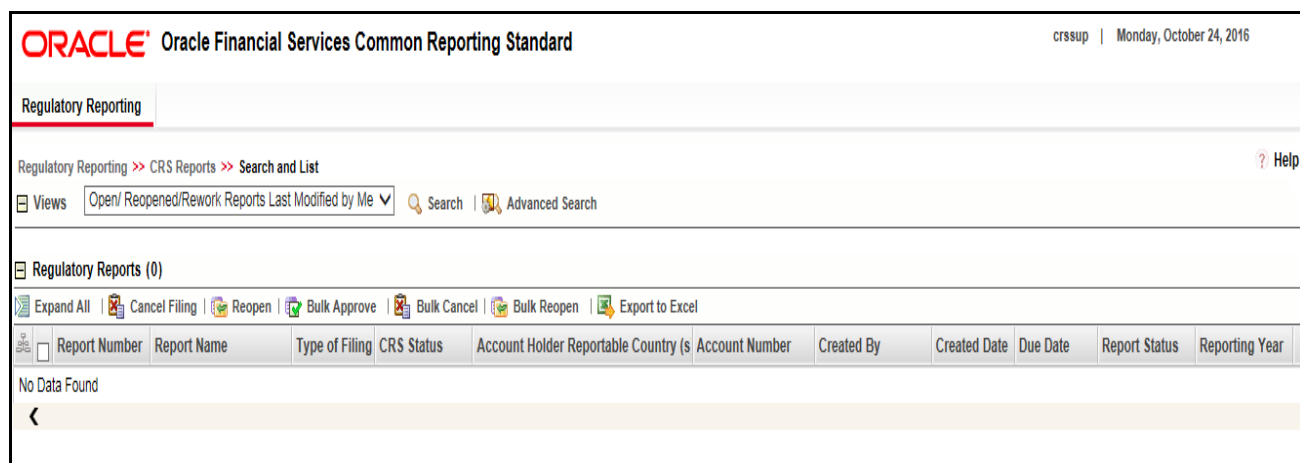 ORACLE® Oracle Financial Services Common Reporting Standard crssup | Monday, October 24, 2016
Regulatory Reporting
Regulatory Reporting >> CRS Reports >> Search and List ? Help
Views Open/ Reopened/Rework Reports Last Modified by Me Search | Advanced Search
Regulatory Reports (0)
Expand All | Cancel Filing | Reopen | Bulk Approve | Bulk Cancel | Bulk Reopen | Export to Excel
Report Number Report Name Type of Filing CRS Status Account Holder Reportable Country (s Account Number Created By Created Date Due Date Report Status Reporting Year
No Data Found